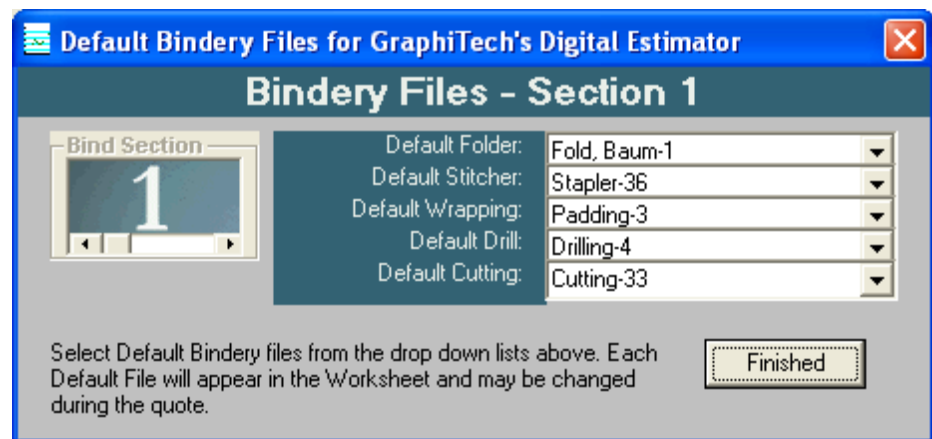 Default Bindery Files for GraphiTech's Digital Estimator
Bindery Files - Section 1
Bind Section
1
Default Folder: Fold, Baum-1
Default Stitcher: Stapler-36
Default Wrapping: Padding-3
Default Drill: Drilling-4
Default Cutting: Cutting-33
Select Default Bindery files from the drop down lists above. Each
Default File will appear in the Worksheet and may be changed
during the quote.
Finished